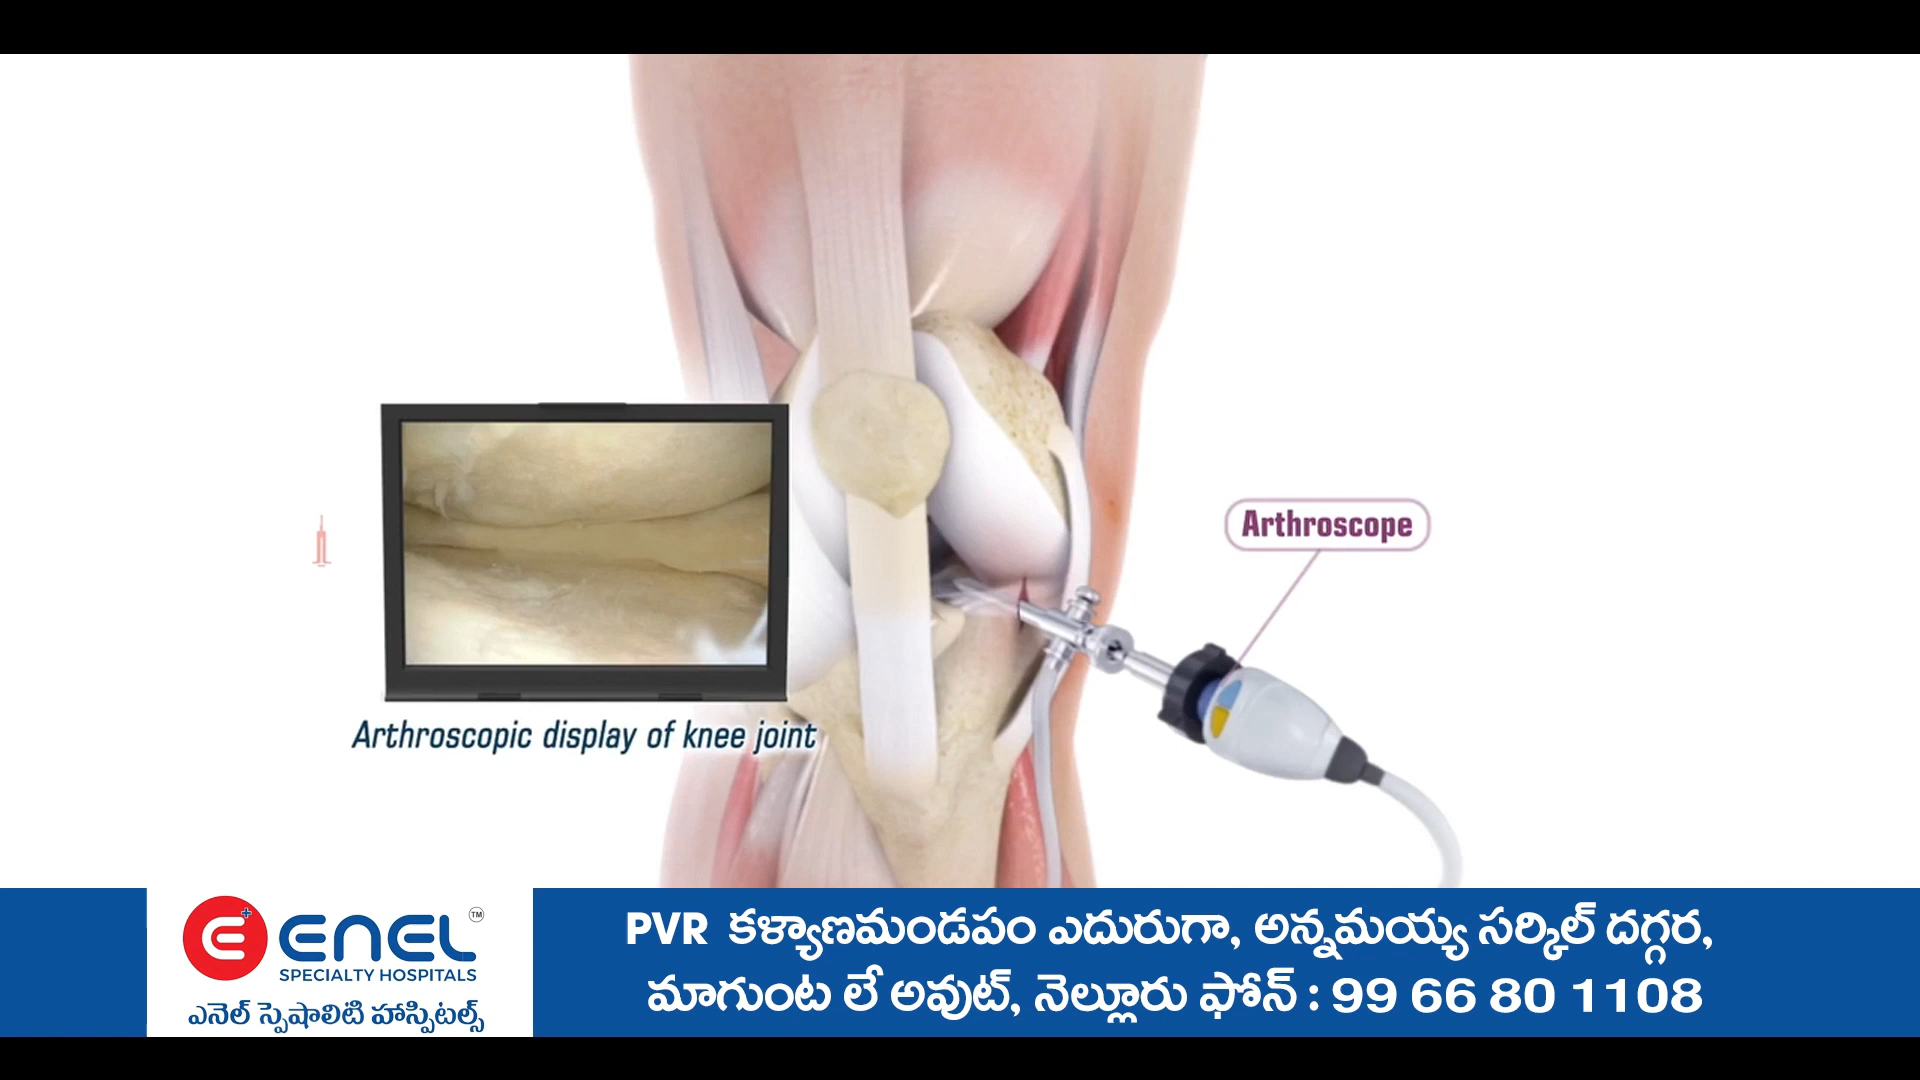 Arthroscope
Arthroscopic display of knee joint
ENEL TM
SPECIALTY HOSPITALS
ఎనెల్ స్పెషాలిటి హాస్పిటల్స్
PVR కళ్యాణమండపం ఎదురుగా, అన్నమయ్య సర్కిల్ దగ్గర,
మాగుంట లే అవుట్, నెల్లూరు ఫోన్ : 99 66 80 1108